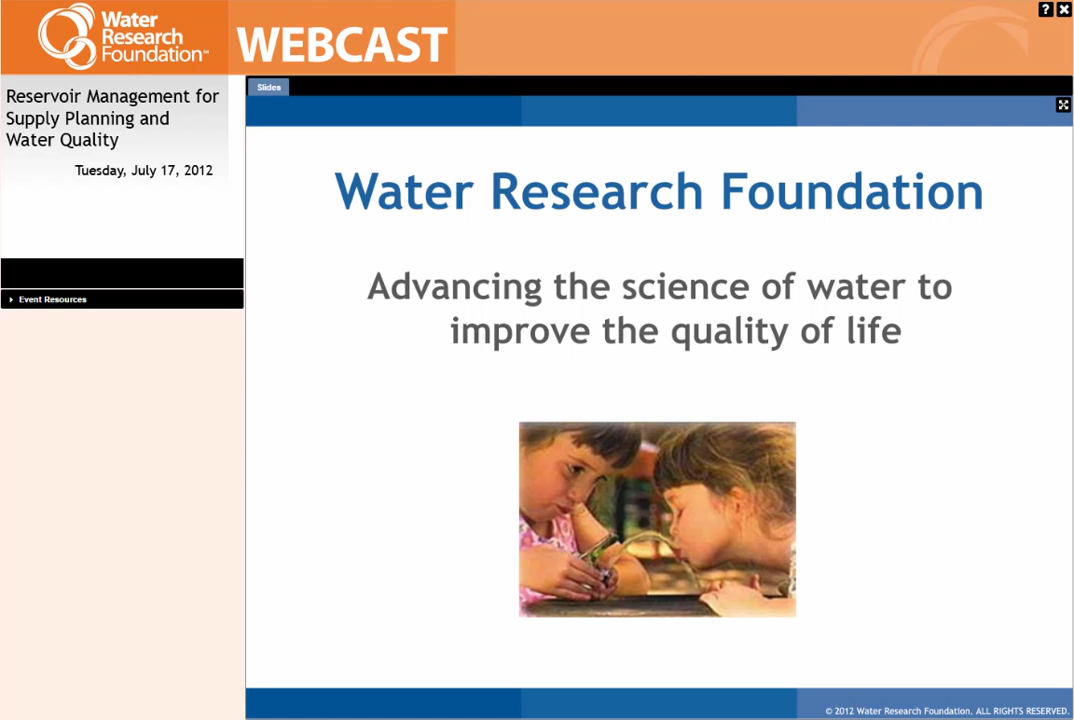 Water
Research
Foundation™
WEBCAST
? ×
Reservoir Management for
Supply Planning and
Water Quality
Tuesday, July 17, 2012
Event Resources
Slides
Water Research Foundation
Advancing the science of water to
improve the quality of life
© 2012 Water Research Foundation. ALL RIGHTS RESERVED.